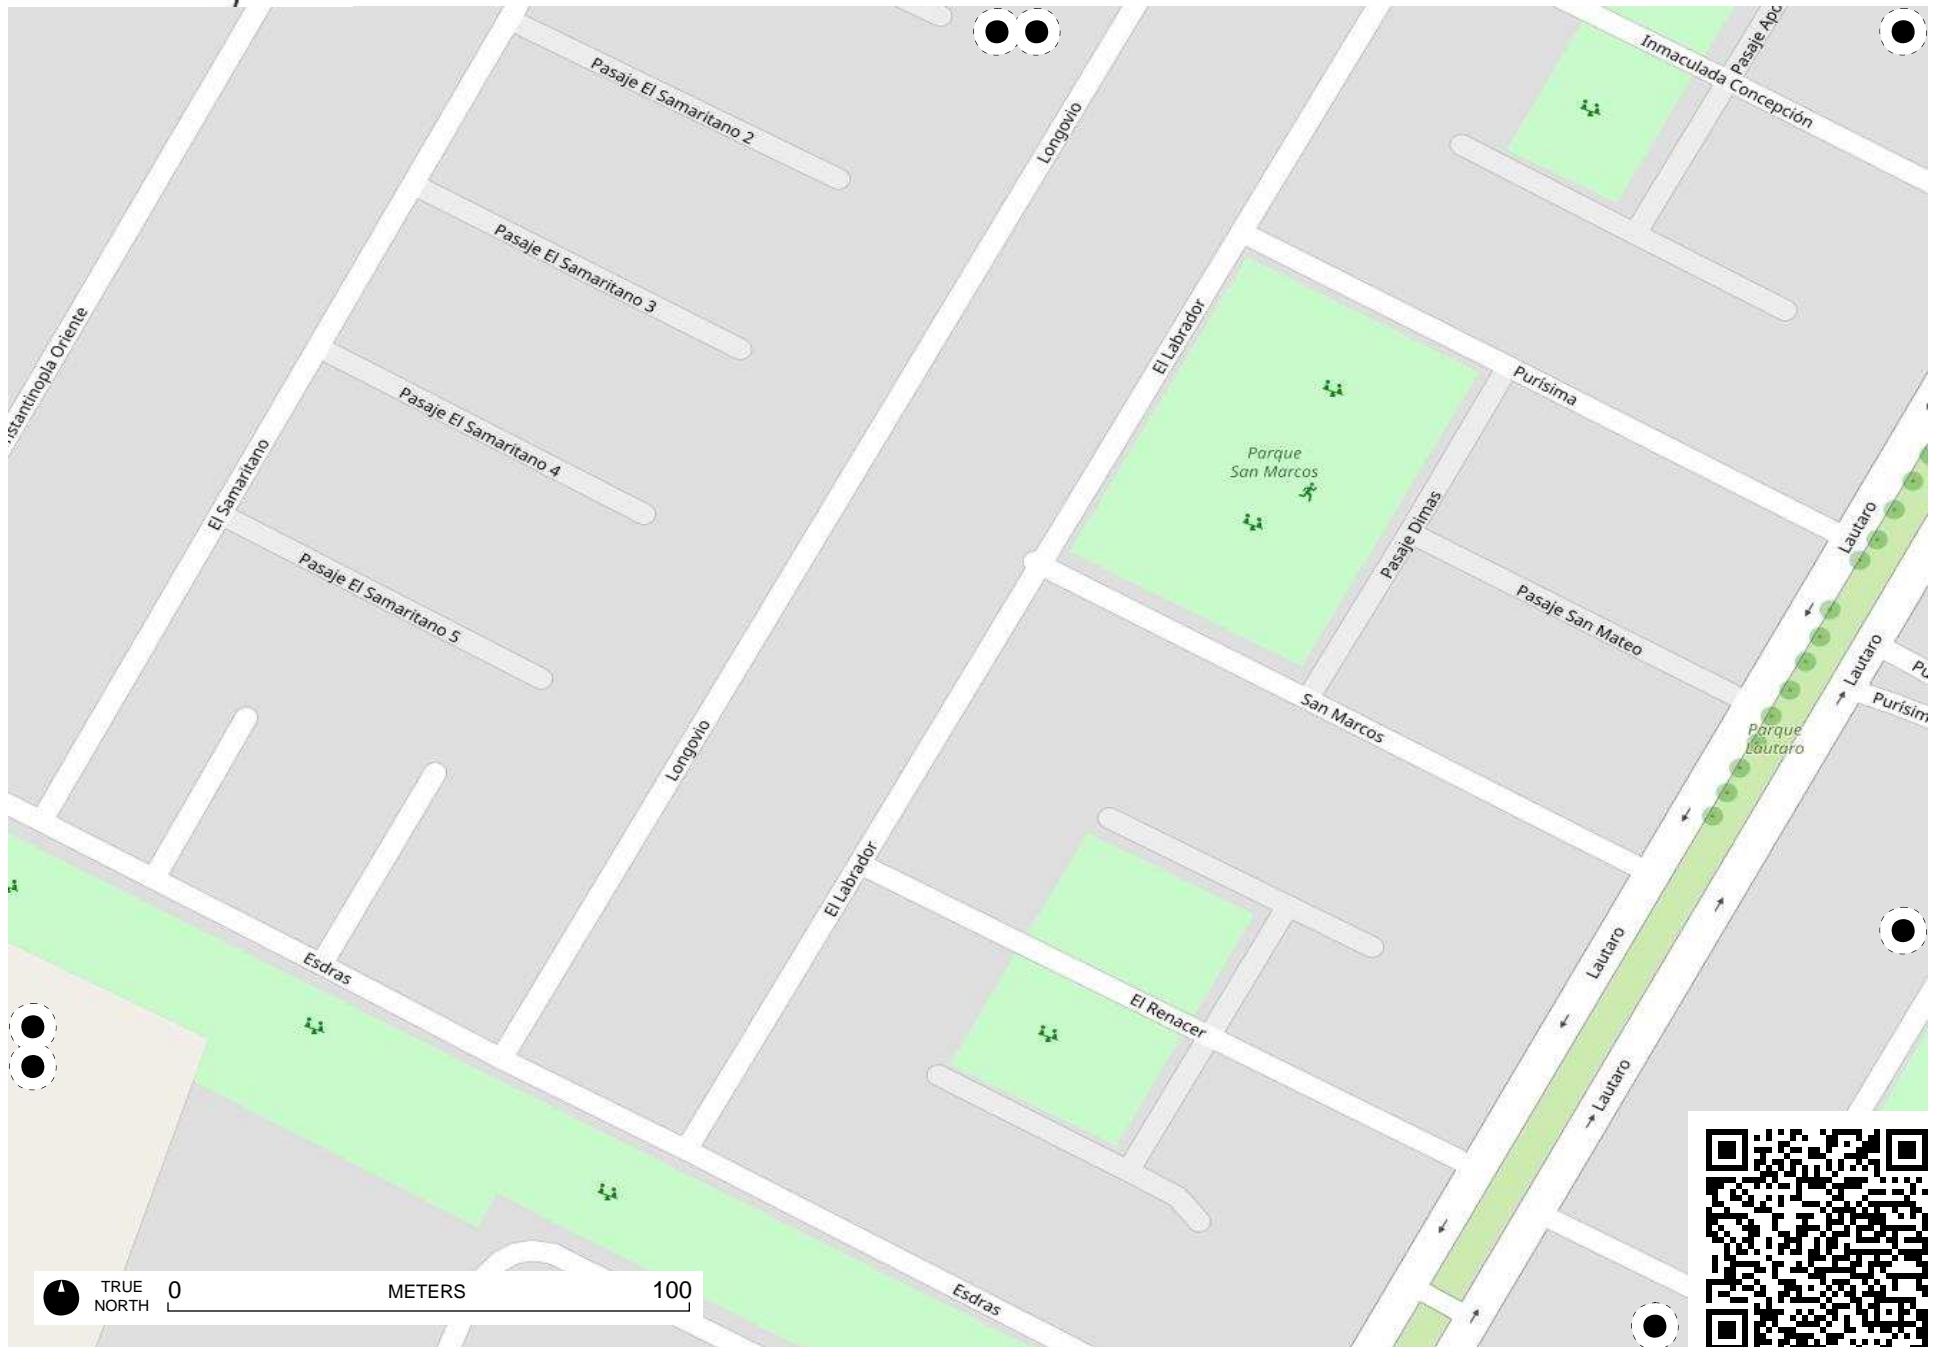 Inmaculada Concepción
Pasaje El Samaritano 2
Longovio
Pasaje El Samaritano 3
El Labrador
Purísima
Pasaje El Samaritano 4
El Samaritano
Parque
San Marcos
Pasaje Dimas
Lautaro
Pasaje El Samaritano 5
Pasaje San Mateo
Lautaro
San Marcos
Longovio
Parque
Lautaro
El Labrador
Lautaro
Esdras
El Renacer
Lautaro
TRUE
NORTH
0 METERS 100
Esdras